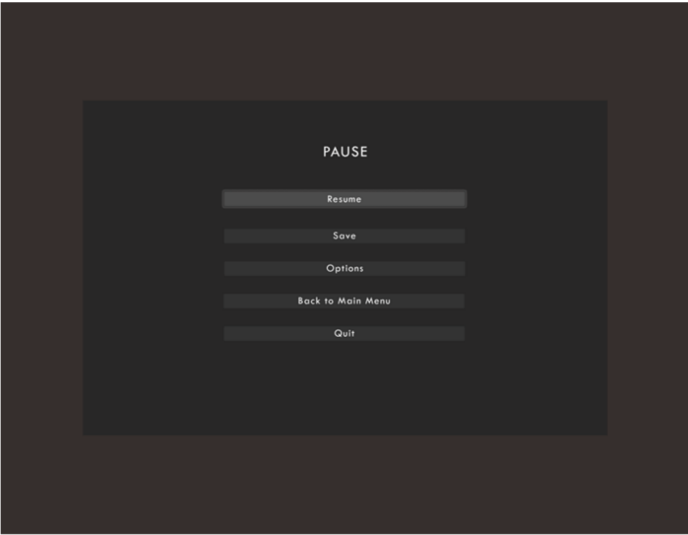 PAUSE
Resume
Save
Options
Back to Main Menu
Quit